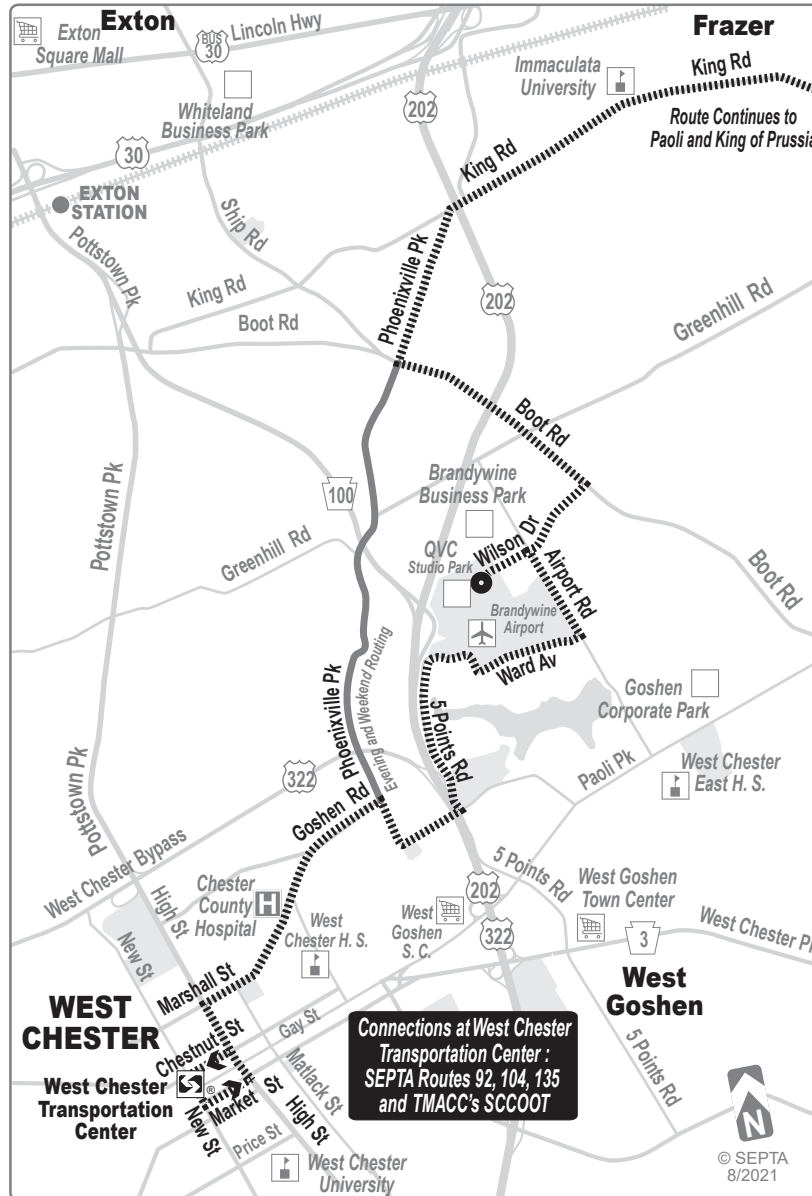 Exton
Frazer
Exton
Square Mall
BUS
30
Lincoln Hwy
Whiteland
Business Park
202
Immaculata
University
King Rd
Route Continues to
Paoli and King of Prussia
30
EXTON
STATION
Ship Rd
King Rd
Pottstown Pk
King Rd
Boot Rd
Phoenixville Pk
202
Greenhill Rd
Boot Rd
Pottstown Pk
100
Brandywine
Business Park
Greenhill Rd
QVC
Studio Park
Wilson Dr
Airport Rd
Boot Rd
Brandywine
Airport
Ward Av
Phoenixville Pk
Evening and Weekend Routing
5 Points Rd
Goshen
Corporate Park
Pottstown Pk
322
Goshen Rd
Paoli Pk
West Chester
East H. S.
West Chester Bypass
High St
New St
Chester
County
Hospital
H
West
Chester H. S.
West
Goshen
S. C.
202
322
5 Points Rd
West Goshen
Town Center
3
West Chester Pi
West
Goshen
Marshall St
WEST
CHESTER
Gay St
Chestnut St
Matlack St
5 Points Rd
Connections at West Chester
Transportation Center :
SEPTA Routes 92, 104, 135
and TMACC's SCCOOT
West Chester
Transportation
Center
®
Market St
New St
High St
Price St
West Chester
University
N
© SEPTA
8/2021